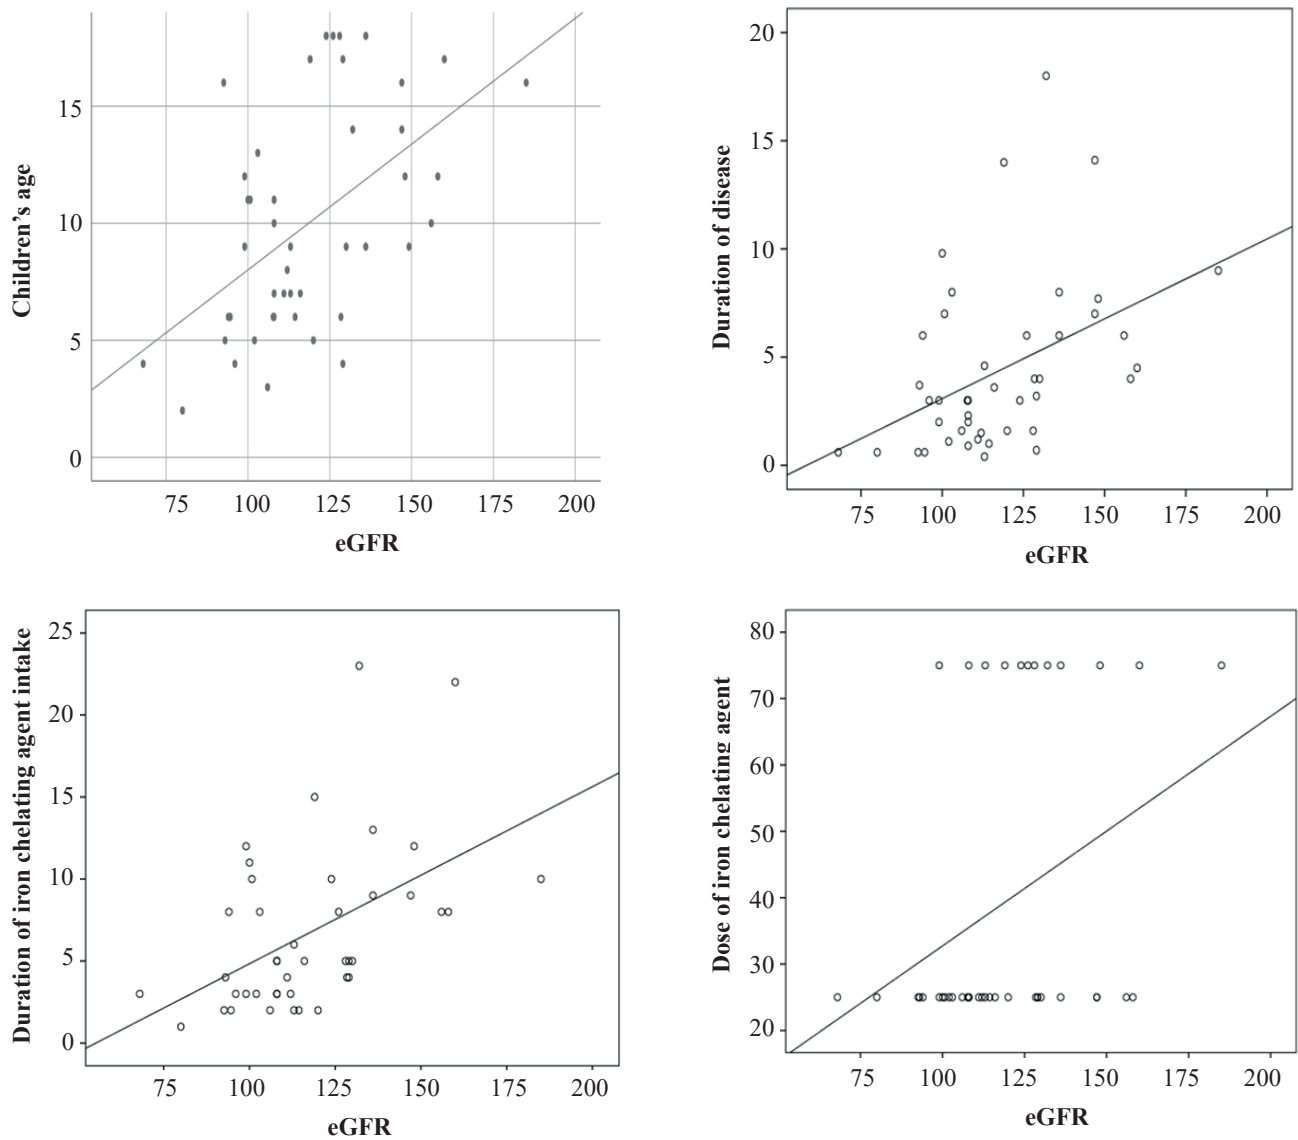 Children's age
15
10
5
0
75 100 125 150 175 200
eGFR
Duration of disease
20
15
10
5
0
75 100 125 150 175 200
eGFR
Duration of iron chelating agent intake
25
20
15
10
5
0
75 100 125 150 175 200
eGFR
Dose of iron chelating agent
80
70
60
50
40
30
20
75 100 125 150 175 200
eGFR